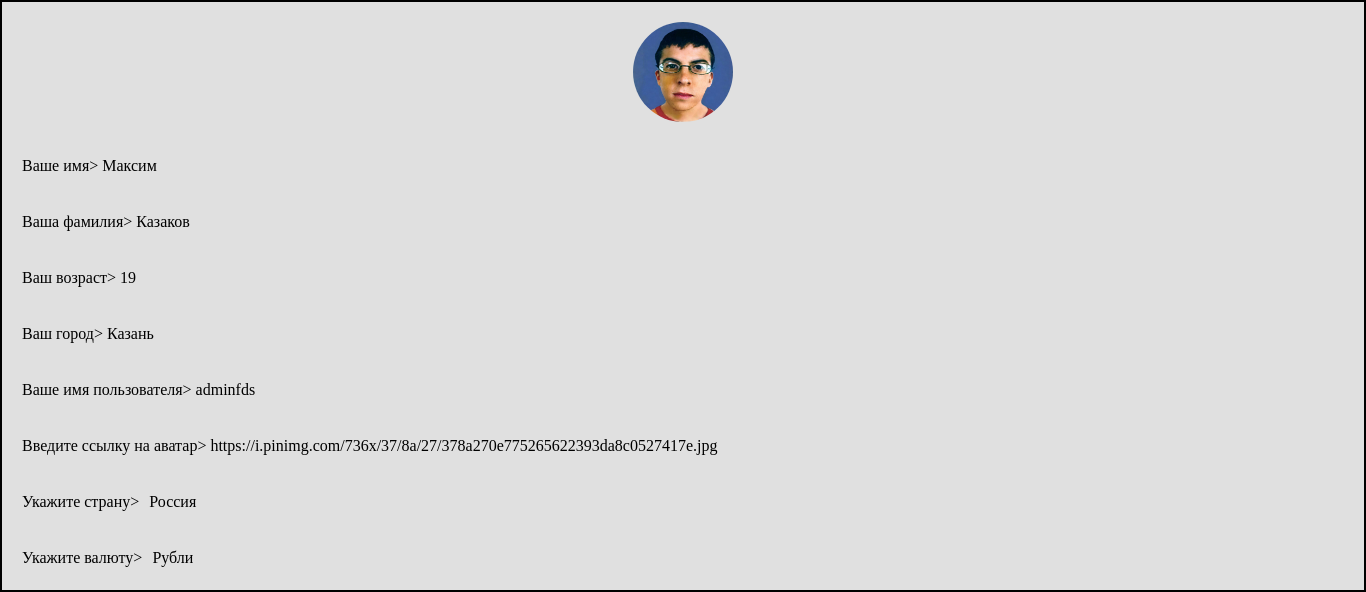 Ваше имя> Максим
Ваша фамилия> Казаков
Ваш возраст> 19
Ваш город> Казань
Ваше имя пользователя> adminfds
Введите ссылку на аватар> https://i.pinimg.com/736x/37/8a/27/378a270e775265622393da8c0527417e.jpg
Укажите страну> Россия
Укажите валюту> Рубли